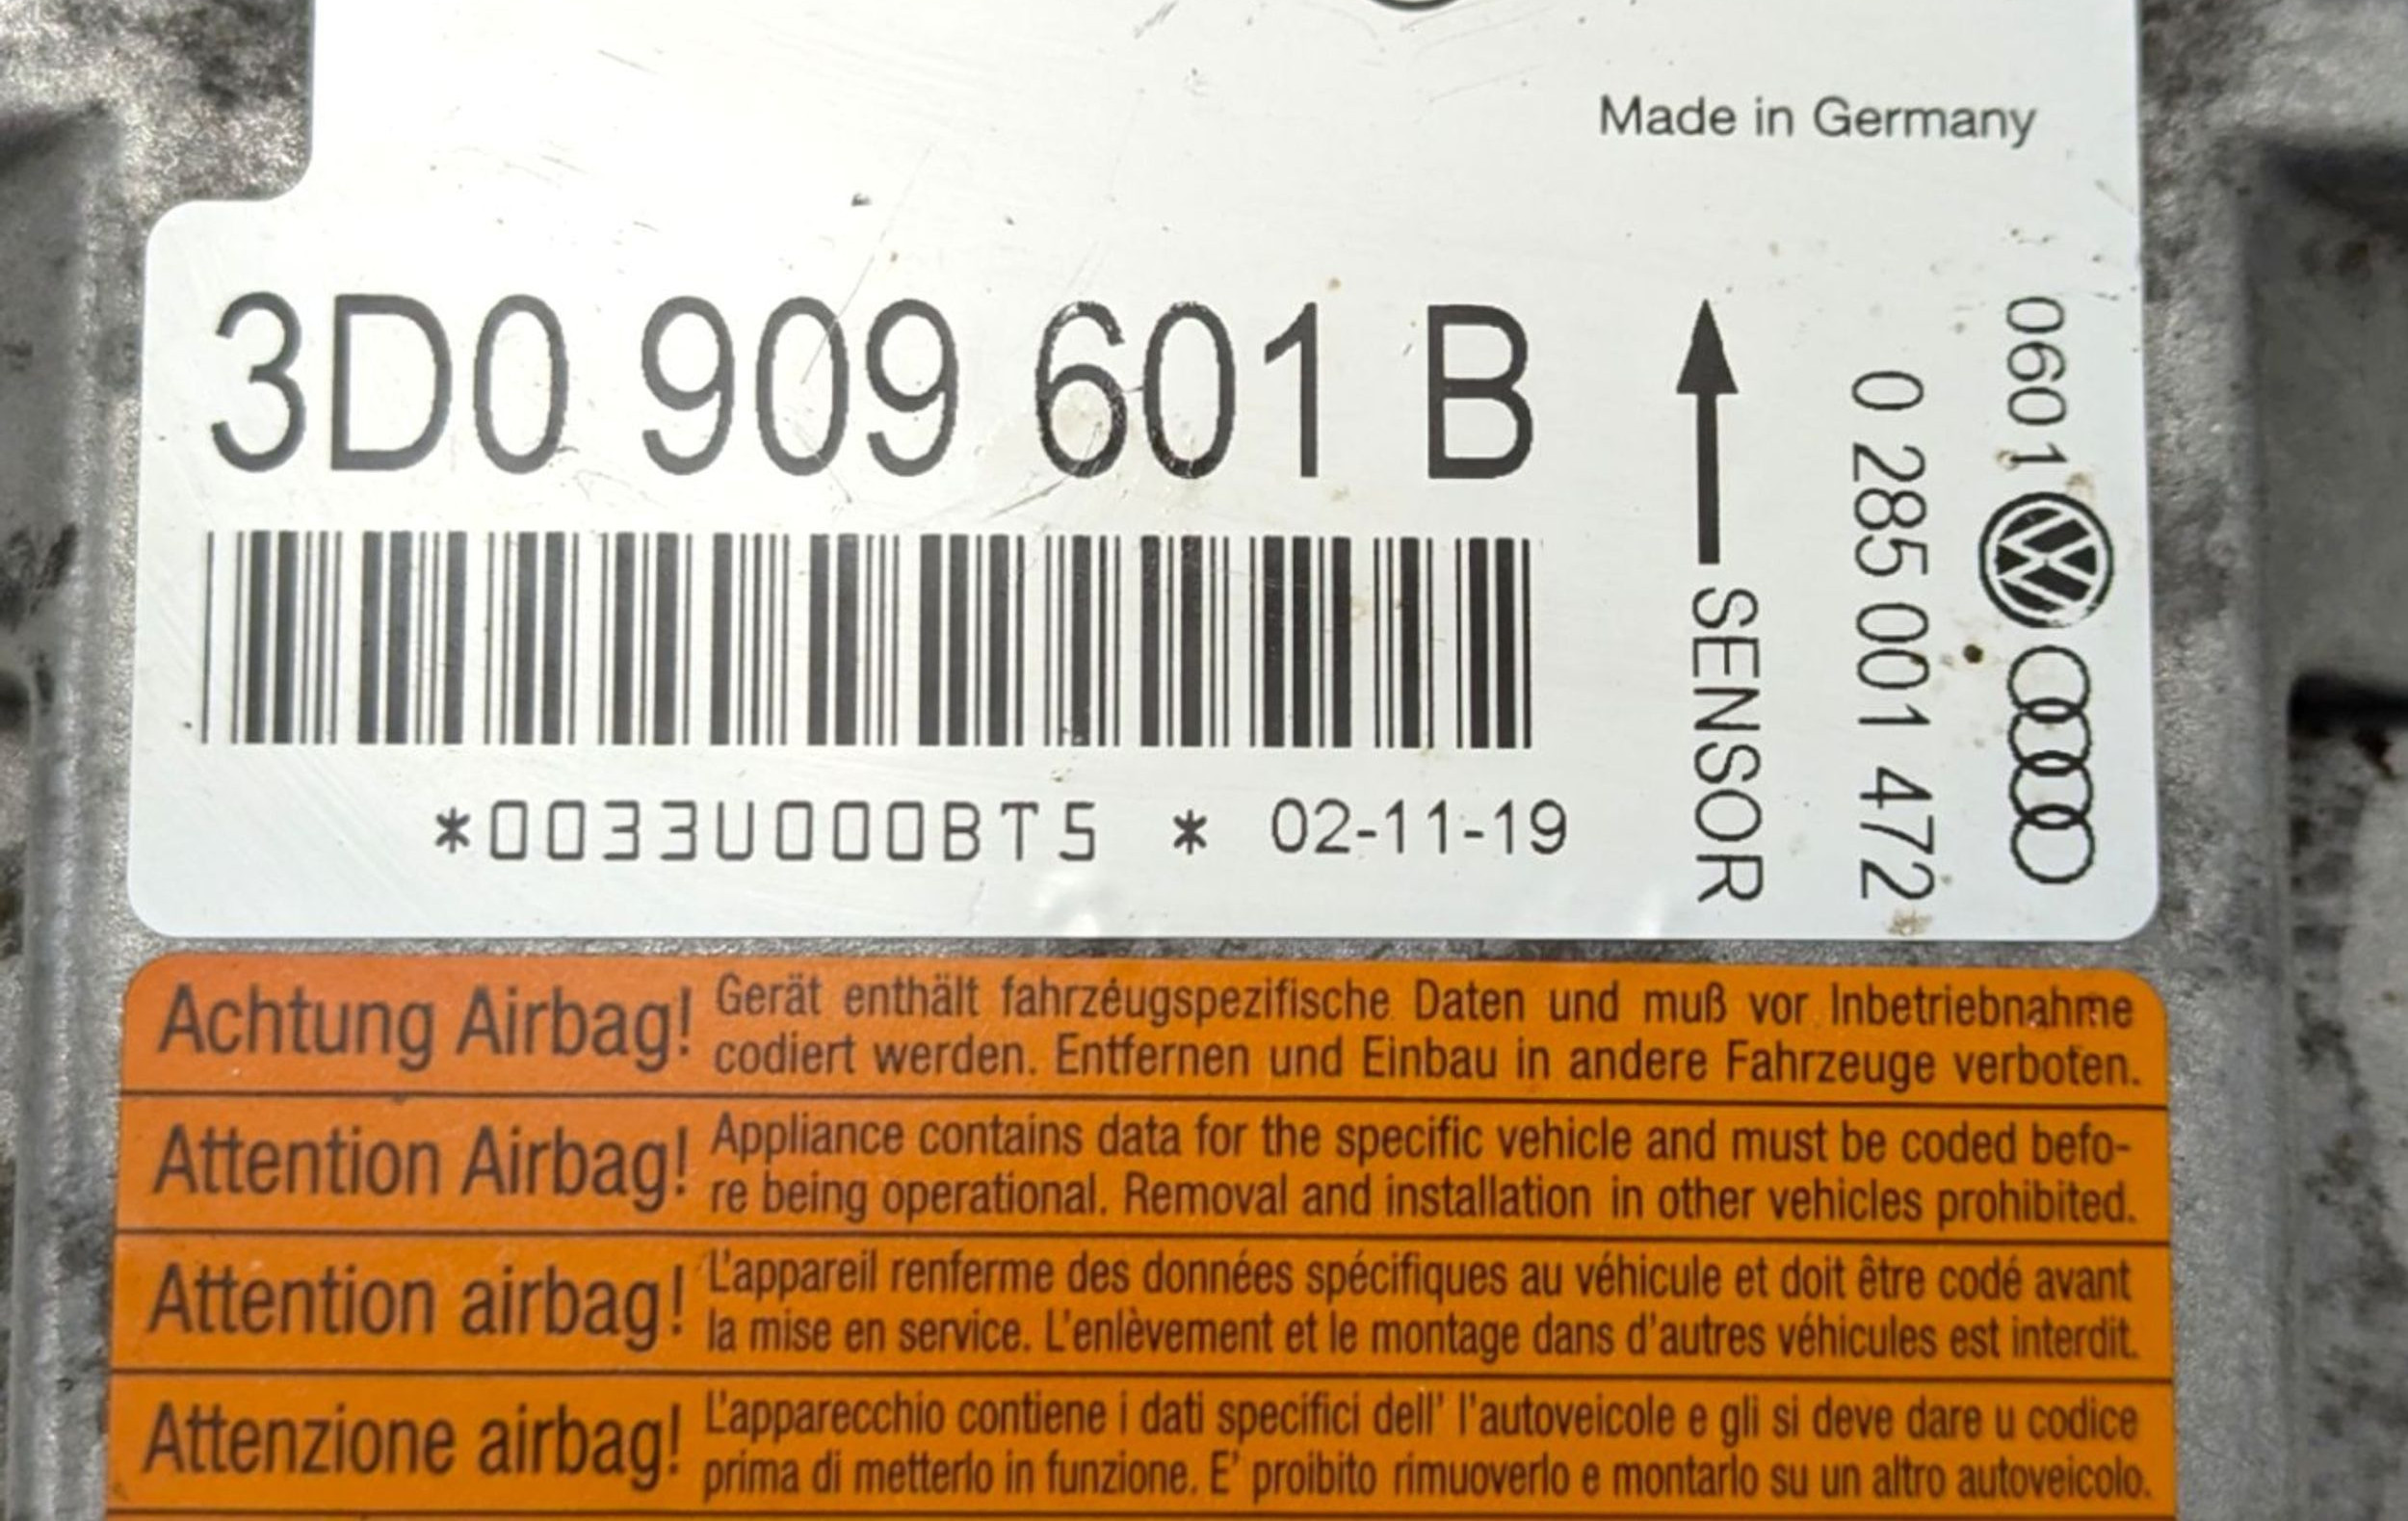 Made in Germany
3D0 909 601 B
*0033U000BT5 * 02-11-19
SENSOR
0 285 001 472
0601
Achtung Airbag! Gerät enthält fahrzeugspezifische Daten und muß vor Inbetriebnahme
codiert werden. Entfernen und Einbau in andere Fahrzeuge verboten.
Attention Airbag! Appliance contains data for the specific vehicle and must be coded befo-
re being operational. Removal and installation in other vehicles prohibited.
Attention airbag! L'appareil renferme des données spécifiques au véhicule et doit être codé avant
la mise en service. L'enlèvement et le montage dans d'autres véhicules est interdit.
Attenzione airbag! L'apparecchio contiene i dati specifici dell' l'autoveicole e gli si deve dare u codice
prima di metterlo in funzione. E' proibito rimuoverlo e montarlo su un altro autoveicolo.